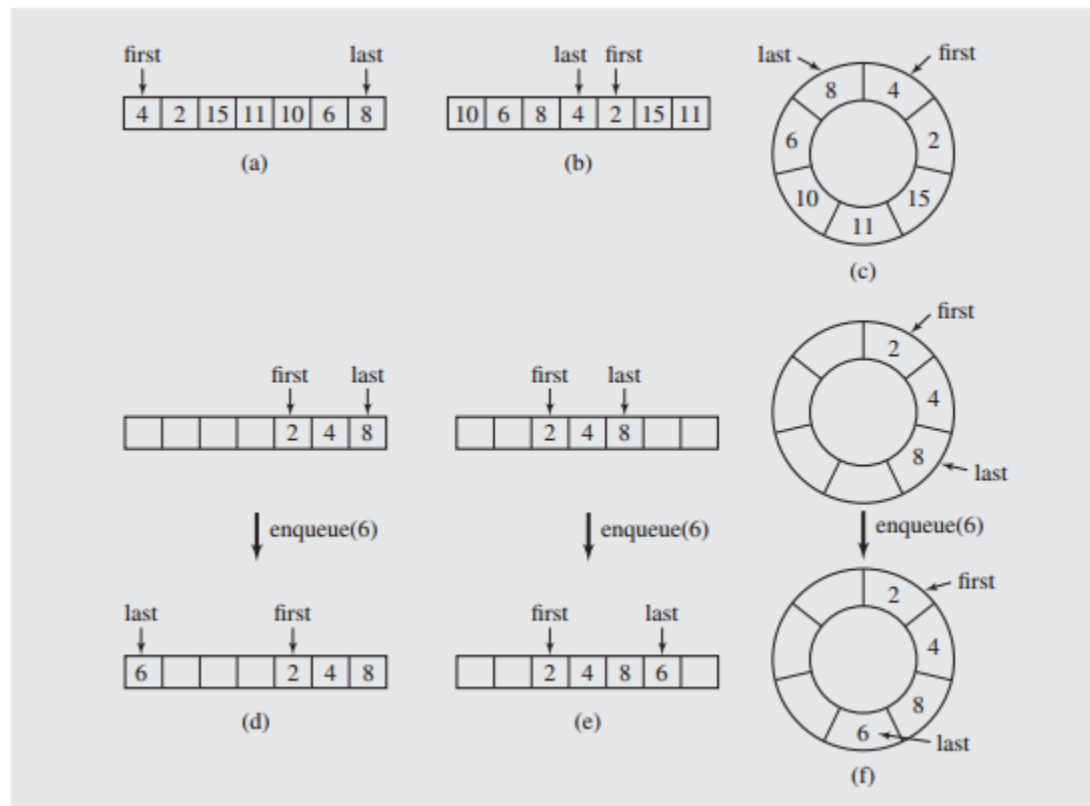 first last
4 2 15 11 10 6 8
(a)
last first
10 6 8 4 2 15 11
(b)
last first
8 4
6 2
10 15
11
(c)
first last
2 4 8
enqueue(6)
last first
6 2 4 8
(d)
first last
2 4 8
enqueue(6)
first last
2 4 8 6
(e)
first
2
4
8
last
enqueue(6)
first
2
4
8
6
last
(f)